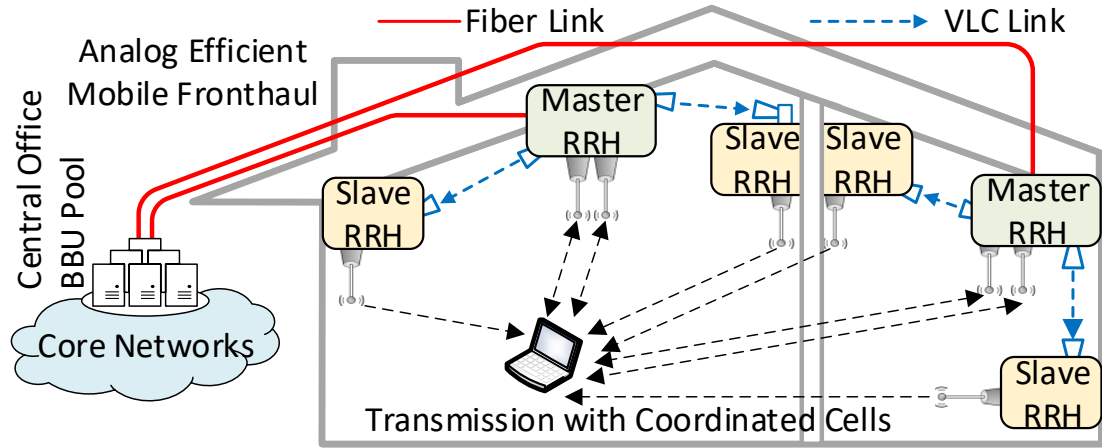 Fiber Link
VLC Link
Analog Efficient
Mobile Fronthaul
Central Office
BBU Pool
Core Networks
Master
RRH
Slave
RRH
Slave
RRH
Slave
RRH
Master
RRH
Slave
RRH
Transmission with Coordinated Cells